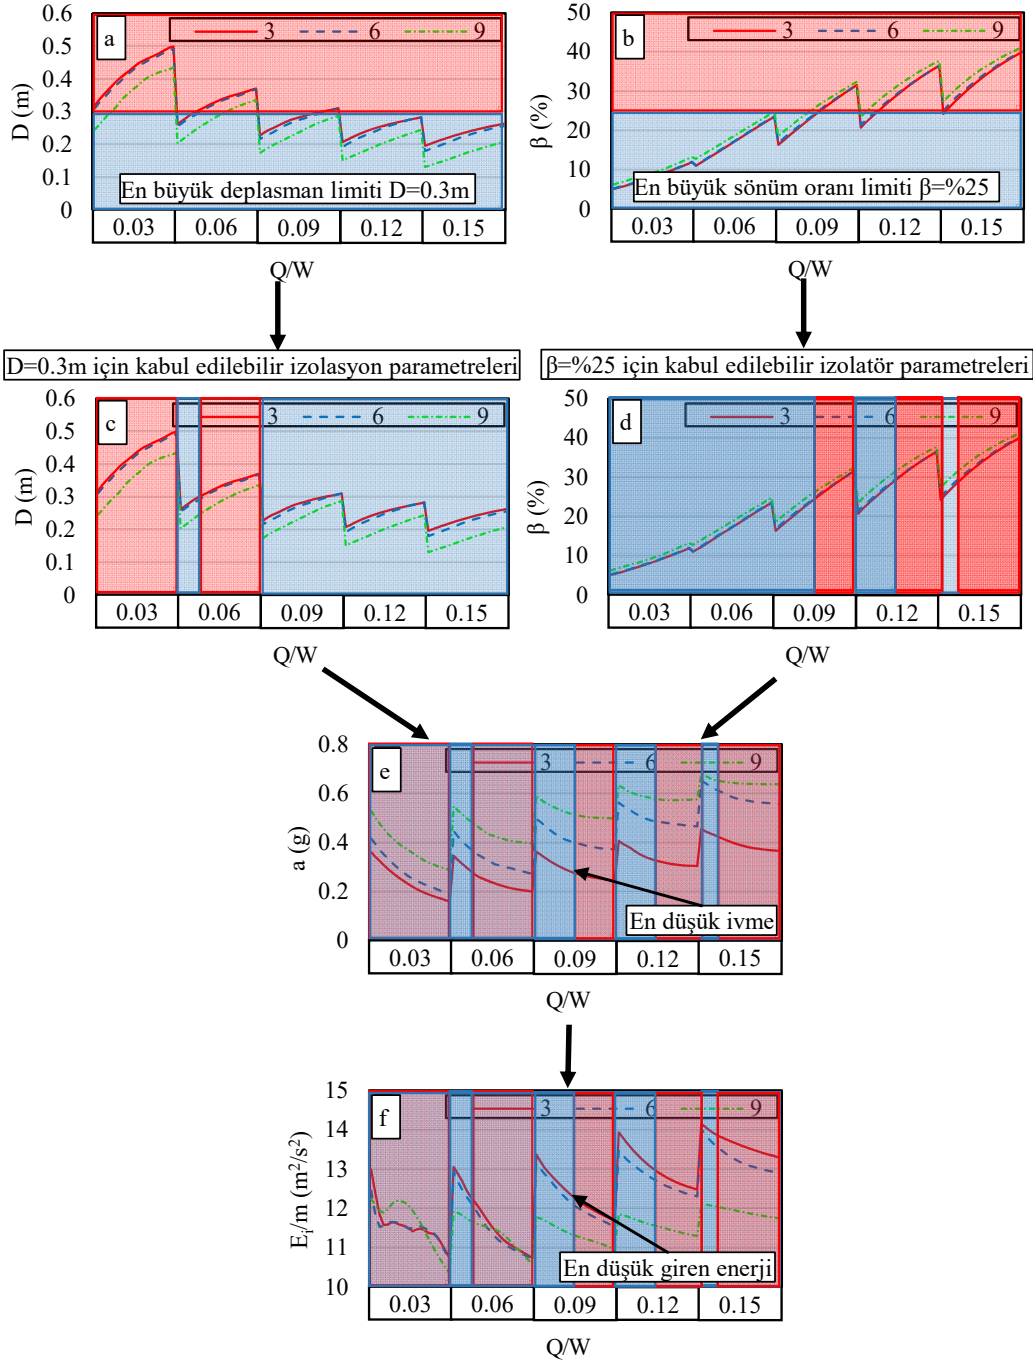 a
3 6 9
0.6
0.5
0.4
0.3
0.2
0.1
0
D (m)
En büyük deplasman limiti D=0.3m
0.03 0.06 0.09 0.12 0.15
Q/W
b
3 6 9
50
40
30
20
10
0
β (%)
En büyük sönüm oranı limiti β=%25
0.03 0.06 0.09 0.12 0.15
Q/W
D=0.3m için kabul edilebilir izolasyon parametreleri
β=%25 için kabul edilebilir izolatör parametreleri
c
3 6 9
0.6
0.5
0.4
0.3
0.2
0.1
0
D (m)
0.03 0.06 0.09 0.12 0.15
Q/W
d
3 6 9
50
40
30
20
10
0
β (%)
0.03 0.06 0.09 0.12 0.15
Q/W
e
3 6 9
0.8
0.6
0.4
0.2
0
a (g)
En düşük ivme
0.03 0.06 0.09 0.12 0.15
Q/W
f
3 6 9
15
14
13
12
11
10
E<sub>i</sub>/m (m²/s²)
En düşük giren enerji
0.03 0.06 0.09 0.12 0.15
Q/W